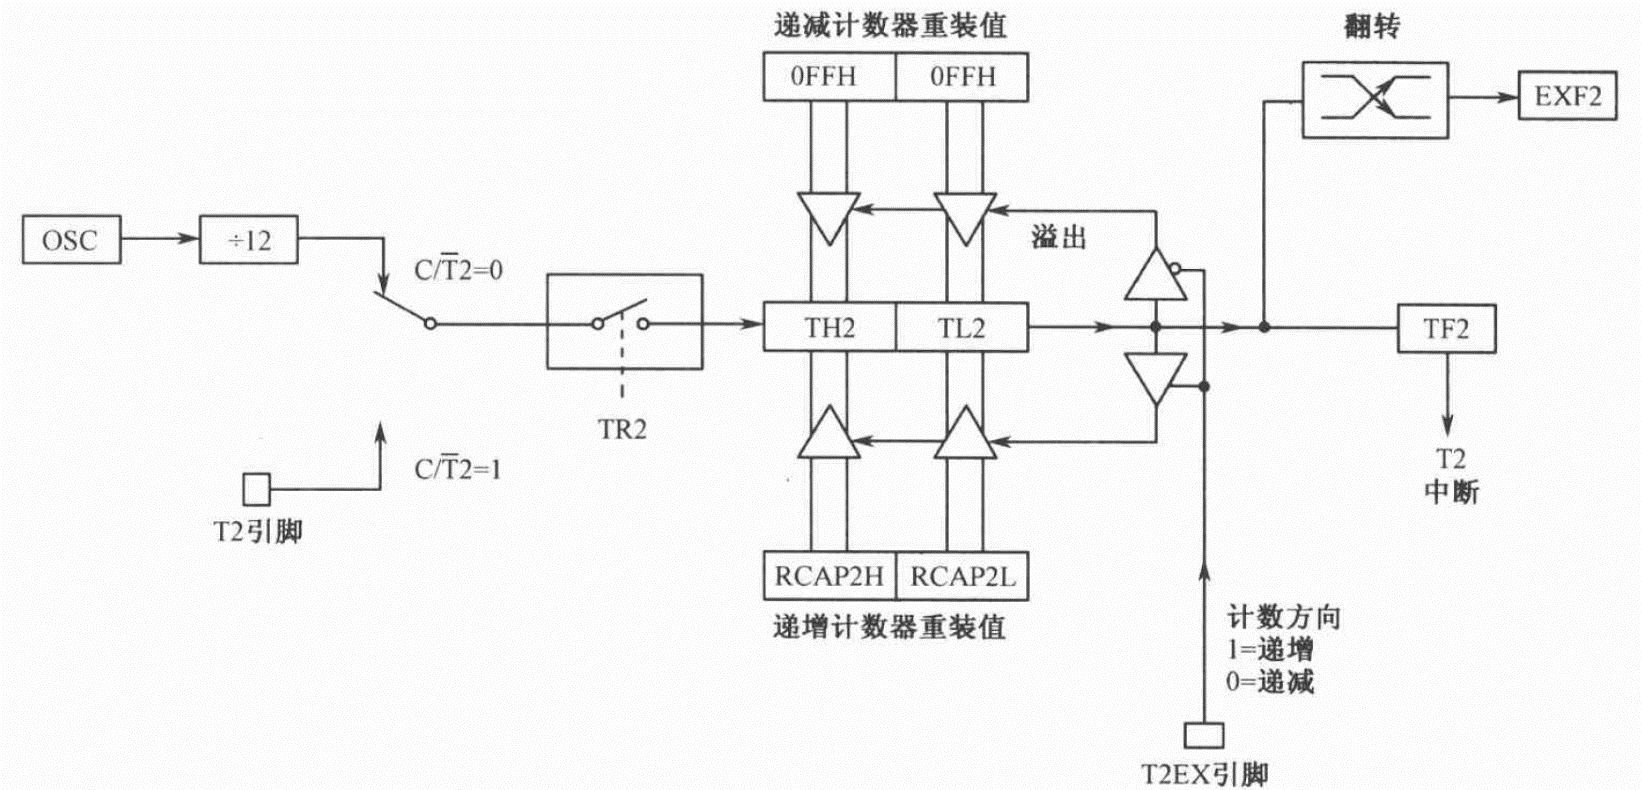 递减计数器重装值
翻转
0FFH
0FFH
EXF2
OSC
÷12
溢出
C/T̅2=0
TH2
TL2
TF2
TR2
C/T̅2=1
T2
中断
T2引脚
RCAP2H
RCAP2L
递增计数器重装值
计数方向
1=递增
0=递减
T2EX引脚